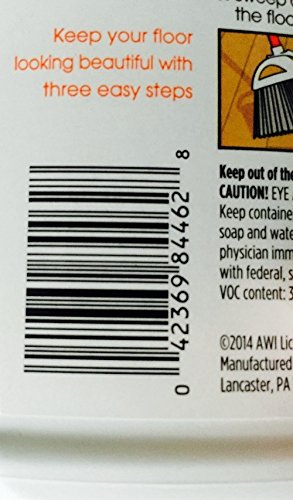 the floo
Keep your floor
looking beautiful with
three easy steps
0 42369 84462 8
Keep out of the
CAUTION! EYE
Keep containe
soap and wate
physician imm
with federal, s
VOC content: 3
©2014 AWI Lic
Manufactured
Lancaster, PA